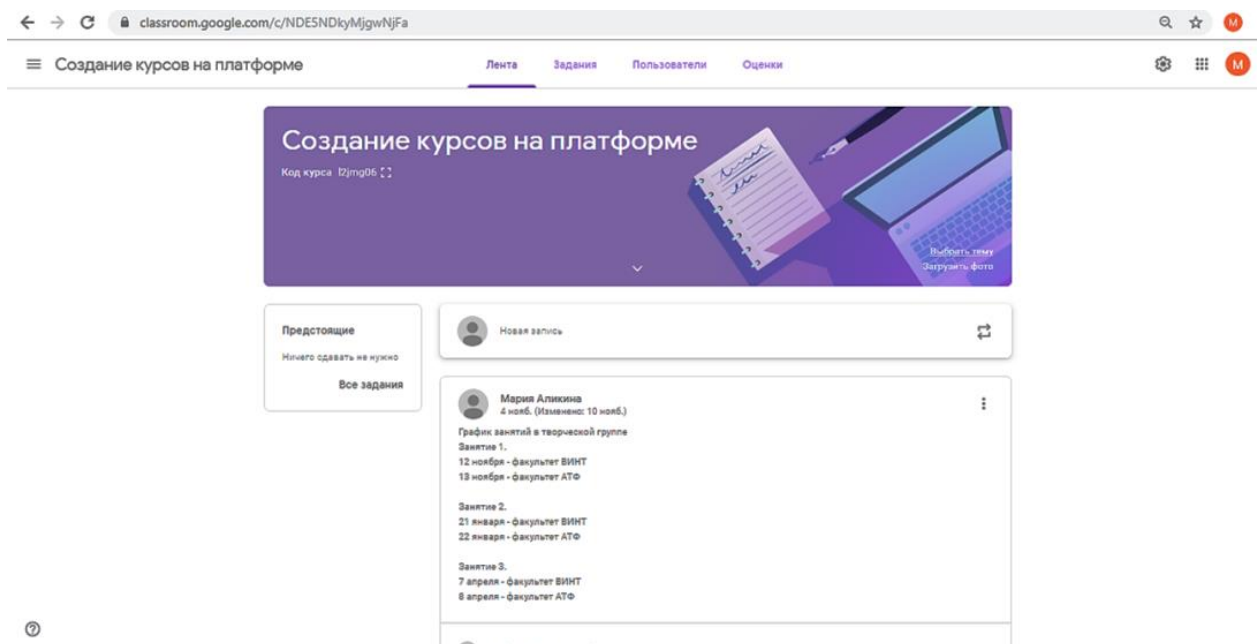 classroom.google.com/c/NDE5NDkyMjgwNjFa
M
Создание курсов на платформе
Лента Задания Пользователи Оценки
M
Создание курсов на платформе
Код курса l2jmg06
Выбрать тему
Загрузить фото
Предстоящие
Ничего сдавать не нужно
Все задания
Новая запись
Мария Аликина
4 нояб. (Изменено: 10 нояб.)
График занятий в творческой группе
Занятие 1.
12 ноября - факультет ВИНТ
13 ноября - факультет АТФ
Занятие 2.
21 января - факультет ВИНТ
22 января - факультет АТФ
Занятие 3.
7 апреля - факультет ВИНТ
8 апреля - факультет АТФ